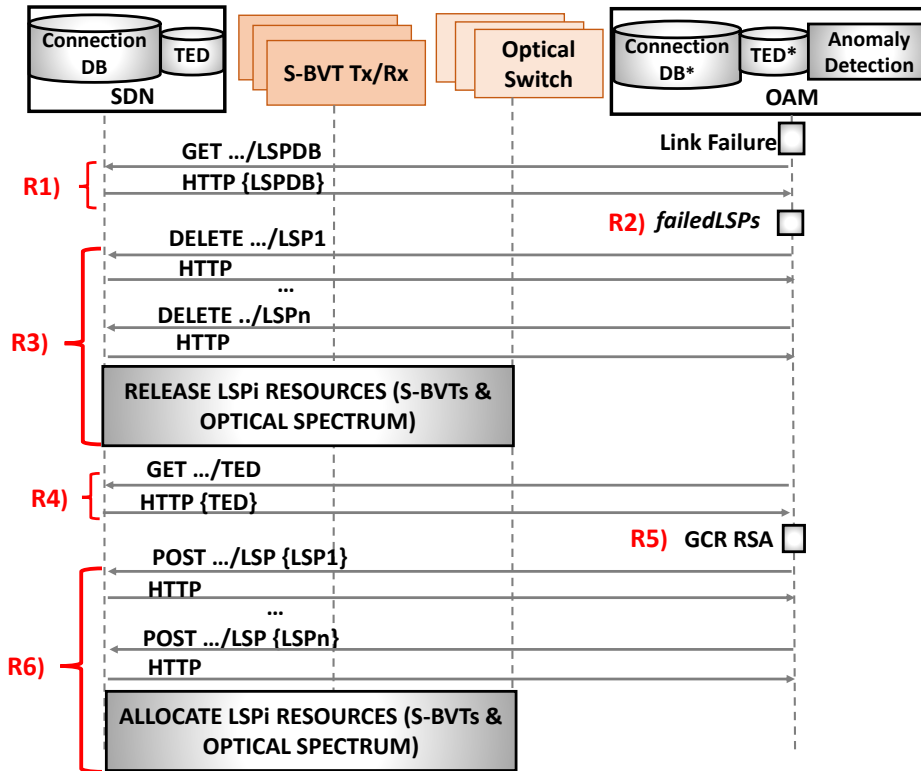 Connection
DB
TED
SDN
S-BVT Tx/Rx
Optical
Switch
Connection
DB*
TED*
Anomaly
Detection
OAM
Link Failure
GET .../LSPDB
R1)
HTTP {LSPDB}
R2) failedLSPs
DELETE .../LSP1
HTTP
...
DELETE ../LSPn
R3)
HTTP
RELEASE LSPi RESOURCES (S-BVTs &
OPTICAL SPECTRUM)
GET .../TED
R4)
HTTP {TED}
R5) GCR RSA
POST .../LSP {LSP1}
HTTP
...
POST .../LSP {LSPn}
R6)
HTTP
ALLOCATE LSPi RESOURCES (S-BVTs &
OPTICAL SPECTRUM)